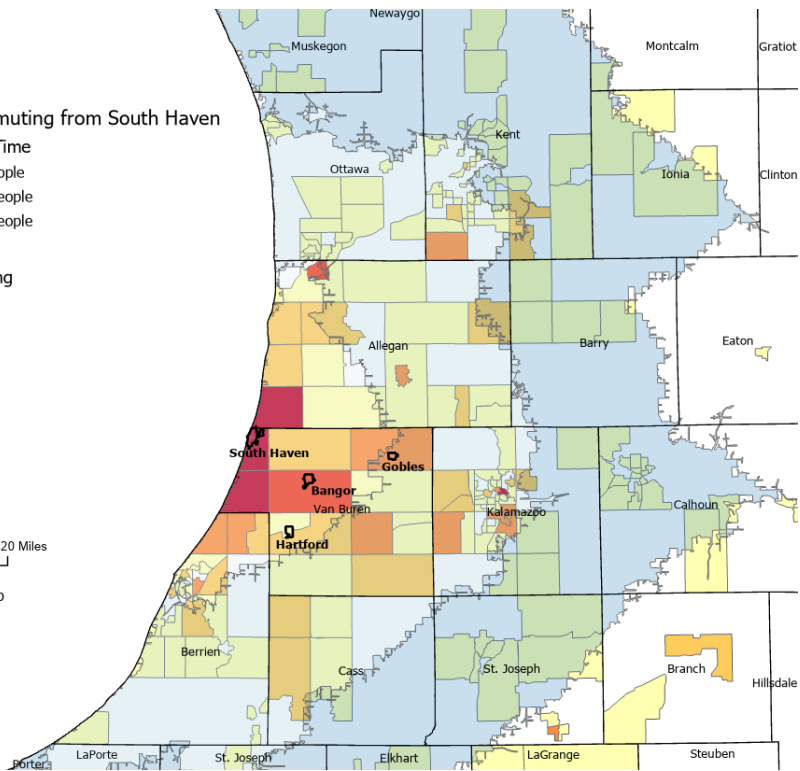 Newaygo
Muskegon
Montcalm
Gratiot
muting from South Haven
Time
ople
eople
eople
ng
Kent
Ottawa
Ionia
Clinton
Allegan
Barry
Eaton
South Haven
Gobles
Bangor
Van Buren
Kalamazoo
Calhoun
Hartford
20 Miles
Berrien
Cass
St. Joseph
Branch
Hillsdale
LaPorte
St. Joseph
Elkhart
LaGrange
Steuben
Porter